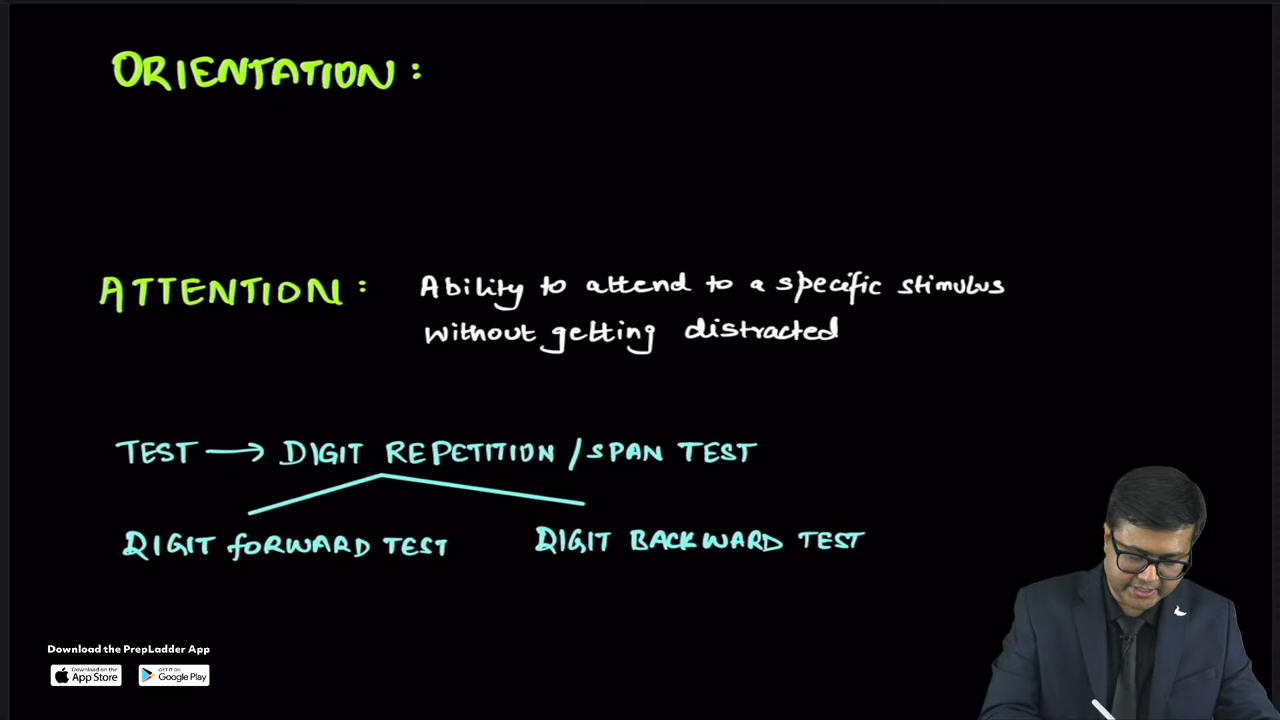 ORIENTATION :
ATTENTION : Ability to attend to a specific stimulus
without getting distracted
TEST → DIGIT REPETITION / SPAN TEST
DIGIT FORWARD TEST DIGIT BACKWARD TEST
Download the PrepLadder App
Download on the App Store GET IT ON Google Play